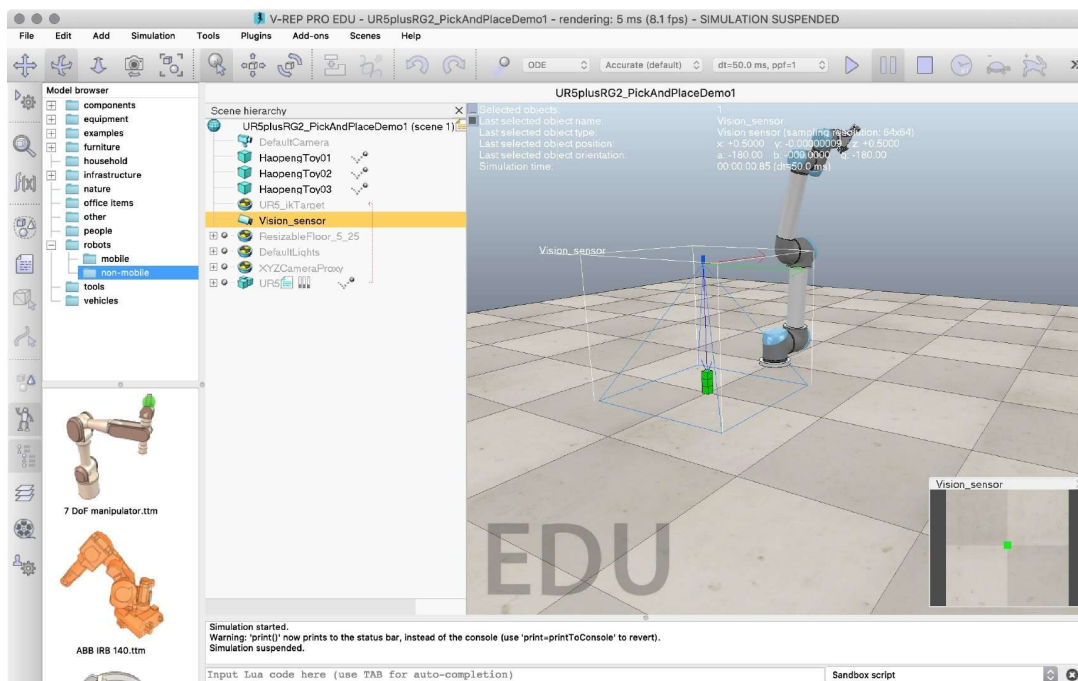 V-REP PRO EDU - UR5plusRG2_PickAndPlaceDemo1 - rendering: 5 ms (8.1 fps) - SIMULATION SUSPENDED
File Edit Add Simulation Tools Plugins Add-ons Scenes Help
ODE Accurate (default) dt=50.0 ms, ppf=1
Model browser
components
equipment
examples
furniture
household
infrastructure
nature
office items
other
people
robots
mobile
non-mobile
tools
vehicles
7 DoF manipulator.ttm
ABB IRB 140.ttm
Scene hierarchy
UR5plusRG2_PickAndPlaceDemo1 (scene 1)
DefaultCamera
HaopengToy01
HaopengToy02
HaopengToy03
UR5_ikTarget
Vision_sensor
ResizableFloor_5_25
DefaultLights
XYZCameraProxy
UR5
UR5plusRG2_PickAndPlaceDemo1
Selected objects: 1
Last selected object name: Vision_sensor
Last selected object type: Vision sensor (sampling resolution: 64x64)
Last selected object position: x: +0.5000 y: -0.00000009 z: +0.5000
Last selected object orientation: a: -180.00 b: -000.0000 g: -180.00
Simulation time: 00:00:00.85 (dt=50.0 ms)
Vision_sensor
Vision_sensor
EDU
Simulation started.
Warning: 'print()' now prints to the status bar, instead of the console (use 'print=printToConsole' to revert).
Simulation suspended.
Input Lua code here (use TAB for auto-completion)
Sandbox script